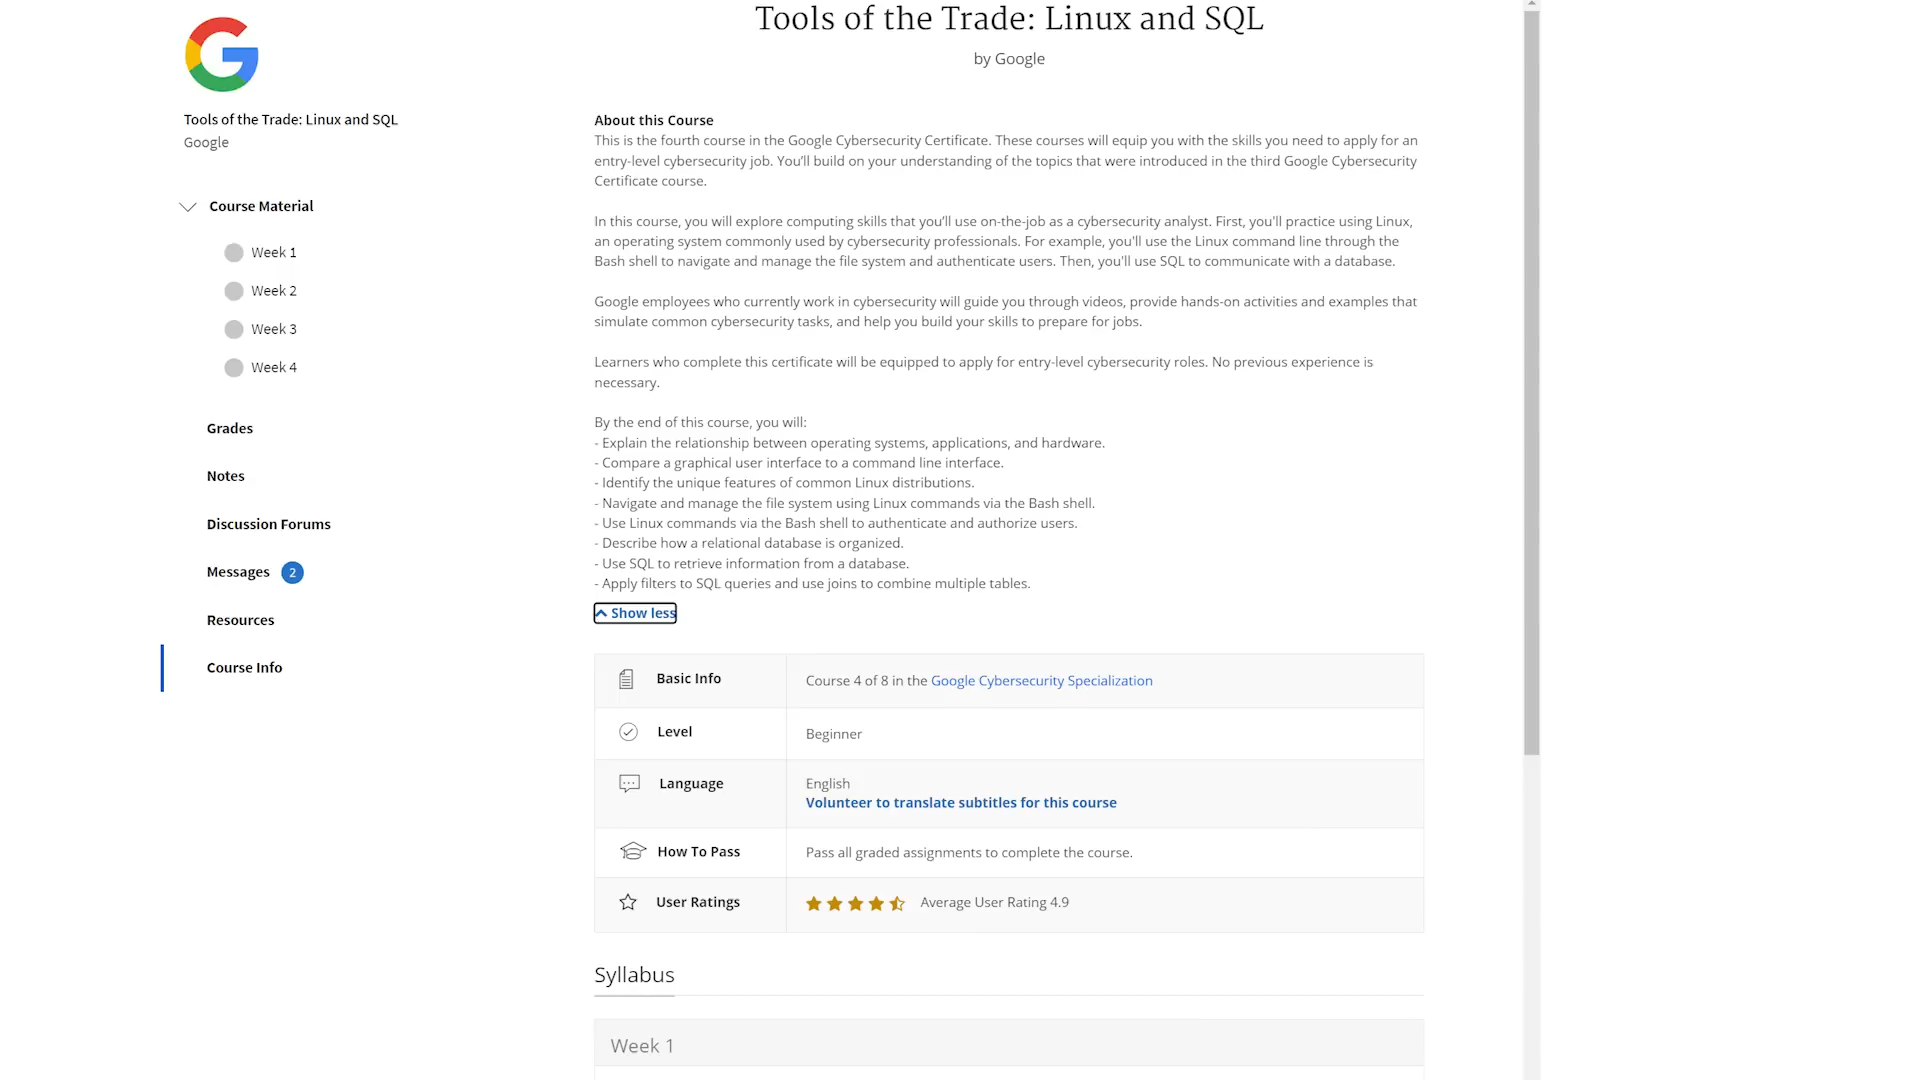 Tools of the Trade: Linux and SQL
by Google
Tools of the Trade: Linux and SQL
Google
Course Material
Week 1
Week 2
Week 3
Week 4
Grades
Notes
Discussion Forums
Messages 2
Resources
Course Info
About this Course
This is the fourth course in the Google Cybersecurity Certificate. These courses will equip you with the skills you need to apply for an
entry-level cybersecurity job. You’ll build on your understanding of the topics that were introduced in the third Google Cybersecurity
Certificate course.
In this course, you will explore computing skills that you’ll use on-the-job as a cybersecurity analyst. First, you'll practice using Linux,
an operating system commonly used by cybersecurity professionals. For example, you'll use the Linux command line through the
Bash shell to navigate and manage the file system and authenticate users. Then, you'll use SQL to communicate with a database.
Google employees who currently work in cybersecurity will guide you through videos, provide hands-on activities and examples that
simulate common cybersecurity tasks, and help you build your skills to prepare for jobs.
Learners who complete this certificate will be equipped to apply for entry-level cybersecurity roles. No previous experience is
necessary.
By the end of this course, you will:
- Explain the relationship between operating systems, applications, and hardware.
- Compare a graphical user interface to a command line interface.
- Identify the unique features of common Linux distributions.
- Navigate and manage the file system using Linux commands via the Bash shell.
- Use Linux commands via the Bash shell to authenticate and authorize users.
- Describe how a relational database is organized.
- Use SQL to retrieve information from a database.
- Apply filters to SQL queries and use joins to combine multiple tables.
Show less
Basic Info
Course 4 of 8 in the Google Cybersecurity Specialization
Level
Beginner
Language
English
Volunteer to translate subtitles for this course
How To Pass
Pass all graded assignments to complete the course.
User Ratings
Average User Rating 4.9
Syllabus
Week 1